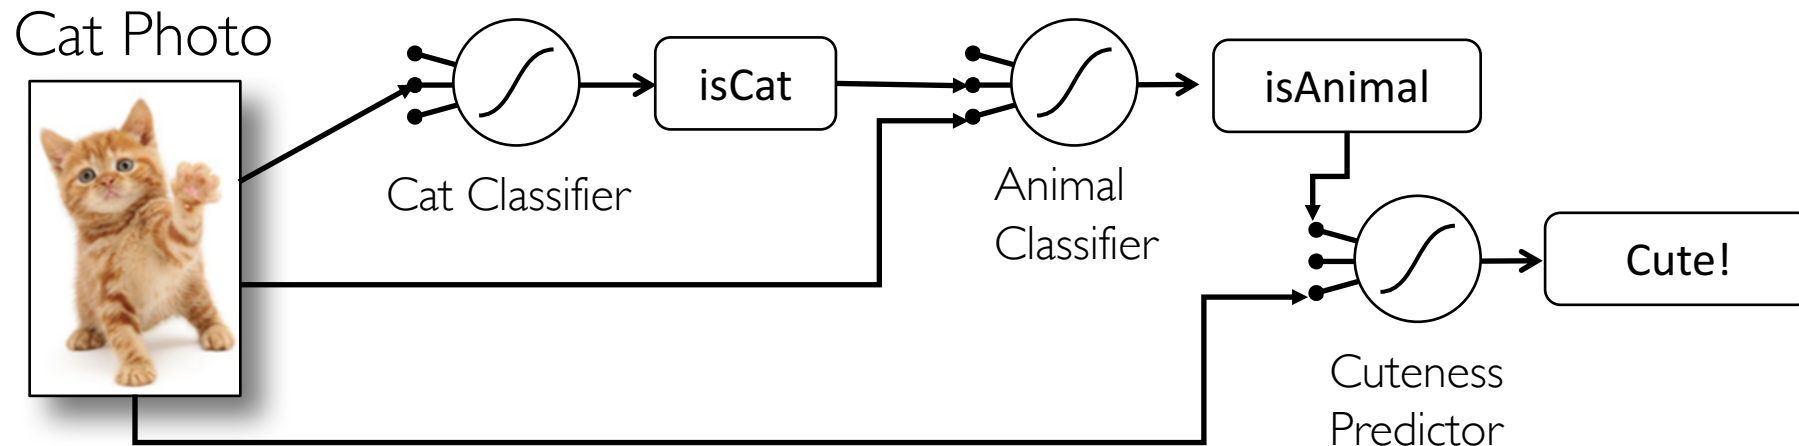 Cat Photo
isCat
isAnimal
Cat Classifier
Animal
Classifier
Cute!
Cuteness
Predictor